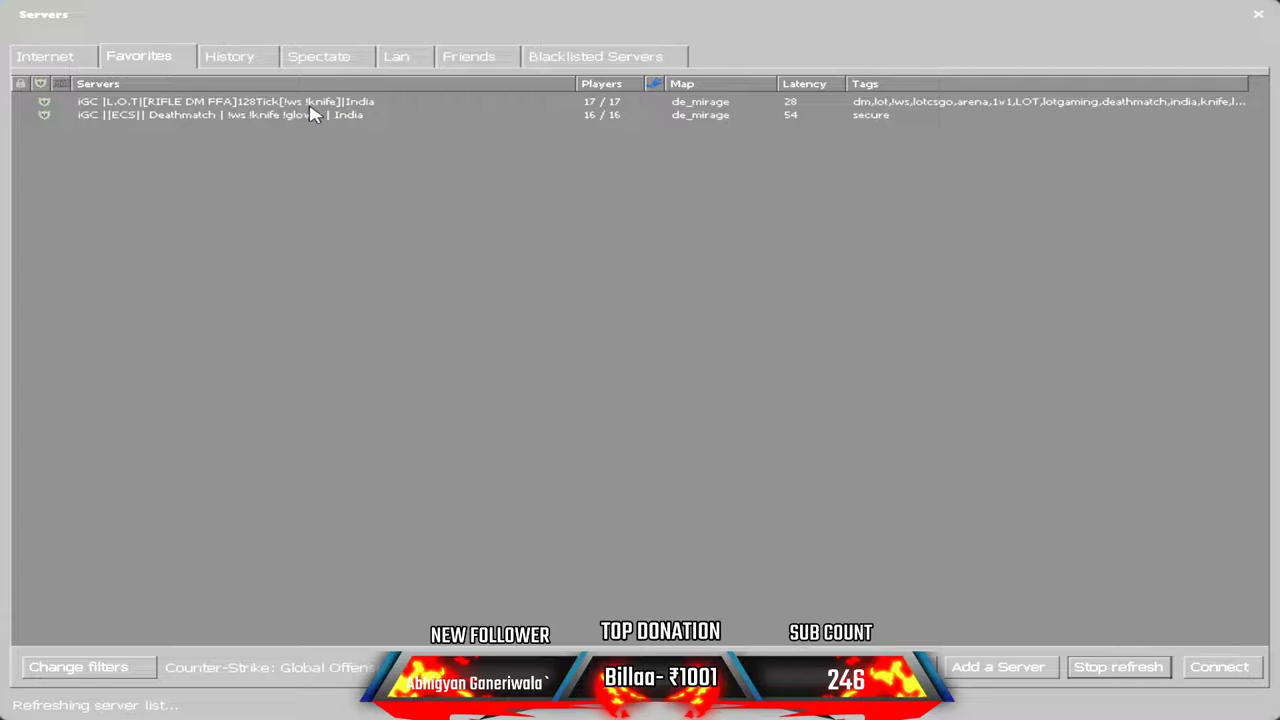 Servers
Internet Favorites History Spectate Lan Friends Blacklisted Servers
Servers Players Map Latency Tags
iGC |L.O.T|[RIFLE DM FFA]128Tick[!ws !knife]|India 17 / 17 de_mirage 28 dm,lot,!ws,lotcsgo,arena,1v1,LOT,lotgaming,deathmatch,india,knife,l...
iGC ||ECS|| Deathmatch | !ws !knife | India 16 / 16 de_mirage 54 secure
NEW FOLLOWER TOP DONATION SUB COUNT
Change filters Counter-Strike: Global Offens Add a Server Stop refresh Connect
Abhigyan Ganeriwala` Billaa- ₹1001 246
Refreshing server list...